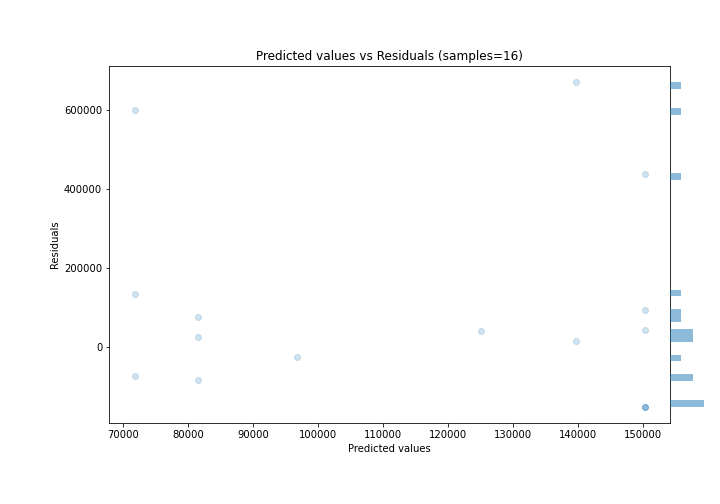 Predicted values vs Residuals (samples=16)
600000
400000
200000
0
Residuals
70000 80000 90000 100000 110000 120000 130000 140000 150000
Predicted values